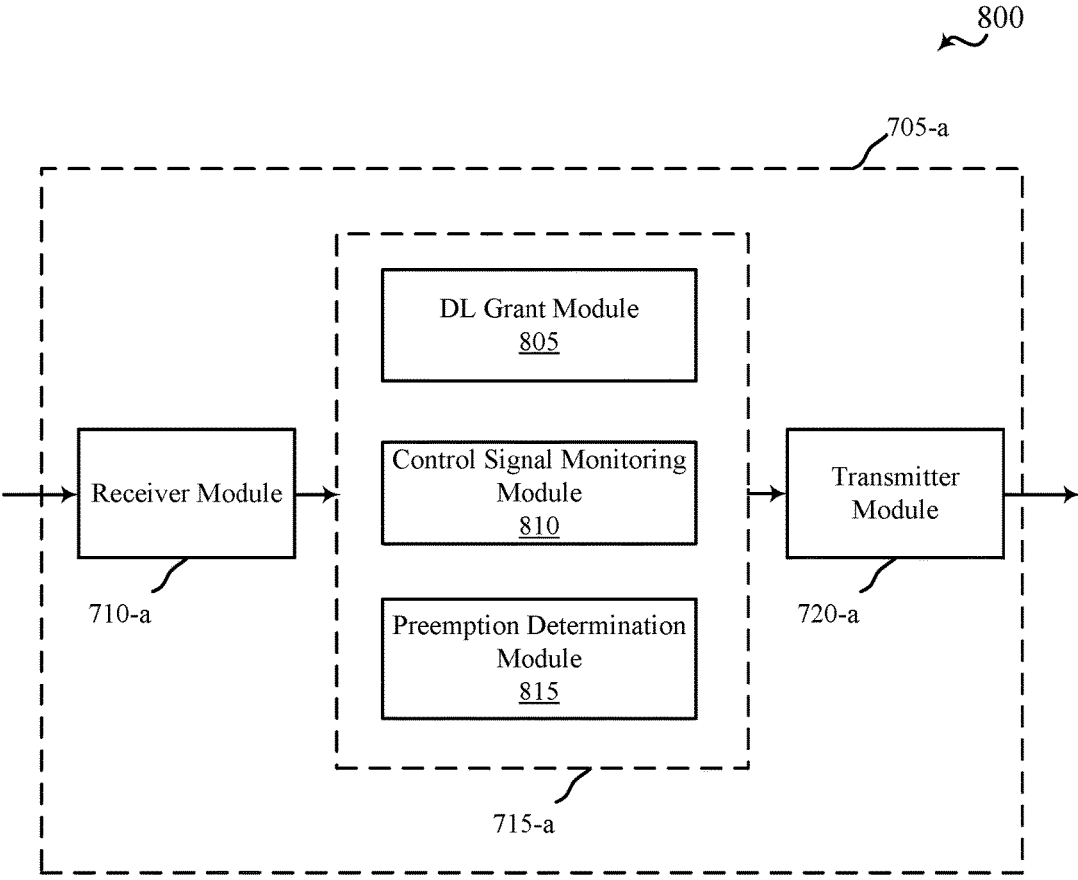 800
705-a
DL Grant Module
805
Control Signal Monitoring
Module
810
Receiver Module
Transmitter
Module
710-a
720-a
Preemption Determination
Module
815
715-a